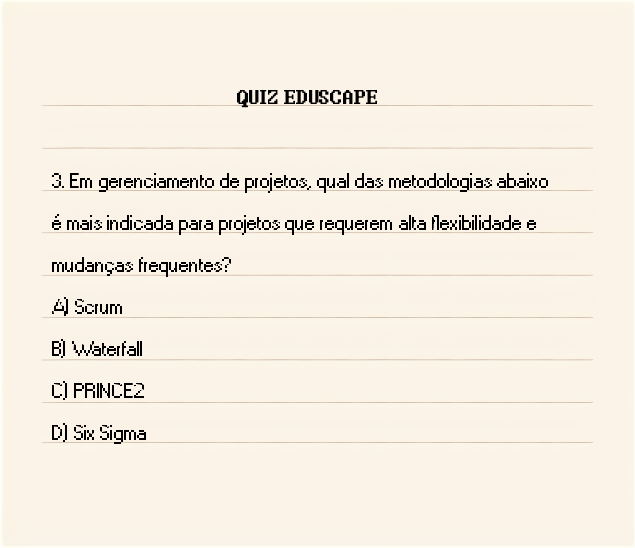 QUIZ EDUSCAPE
3. Em gerenciamento de projetos, qual das metodologias abaixo
é mais indicada para projetos que requerem alta flexibilidade e
mudanças frequentes?
A) Scrum
B) Waterfall
C) PRINCE2
D) Six Sigma